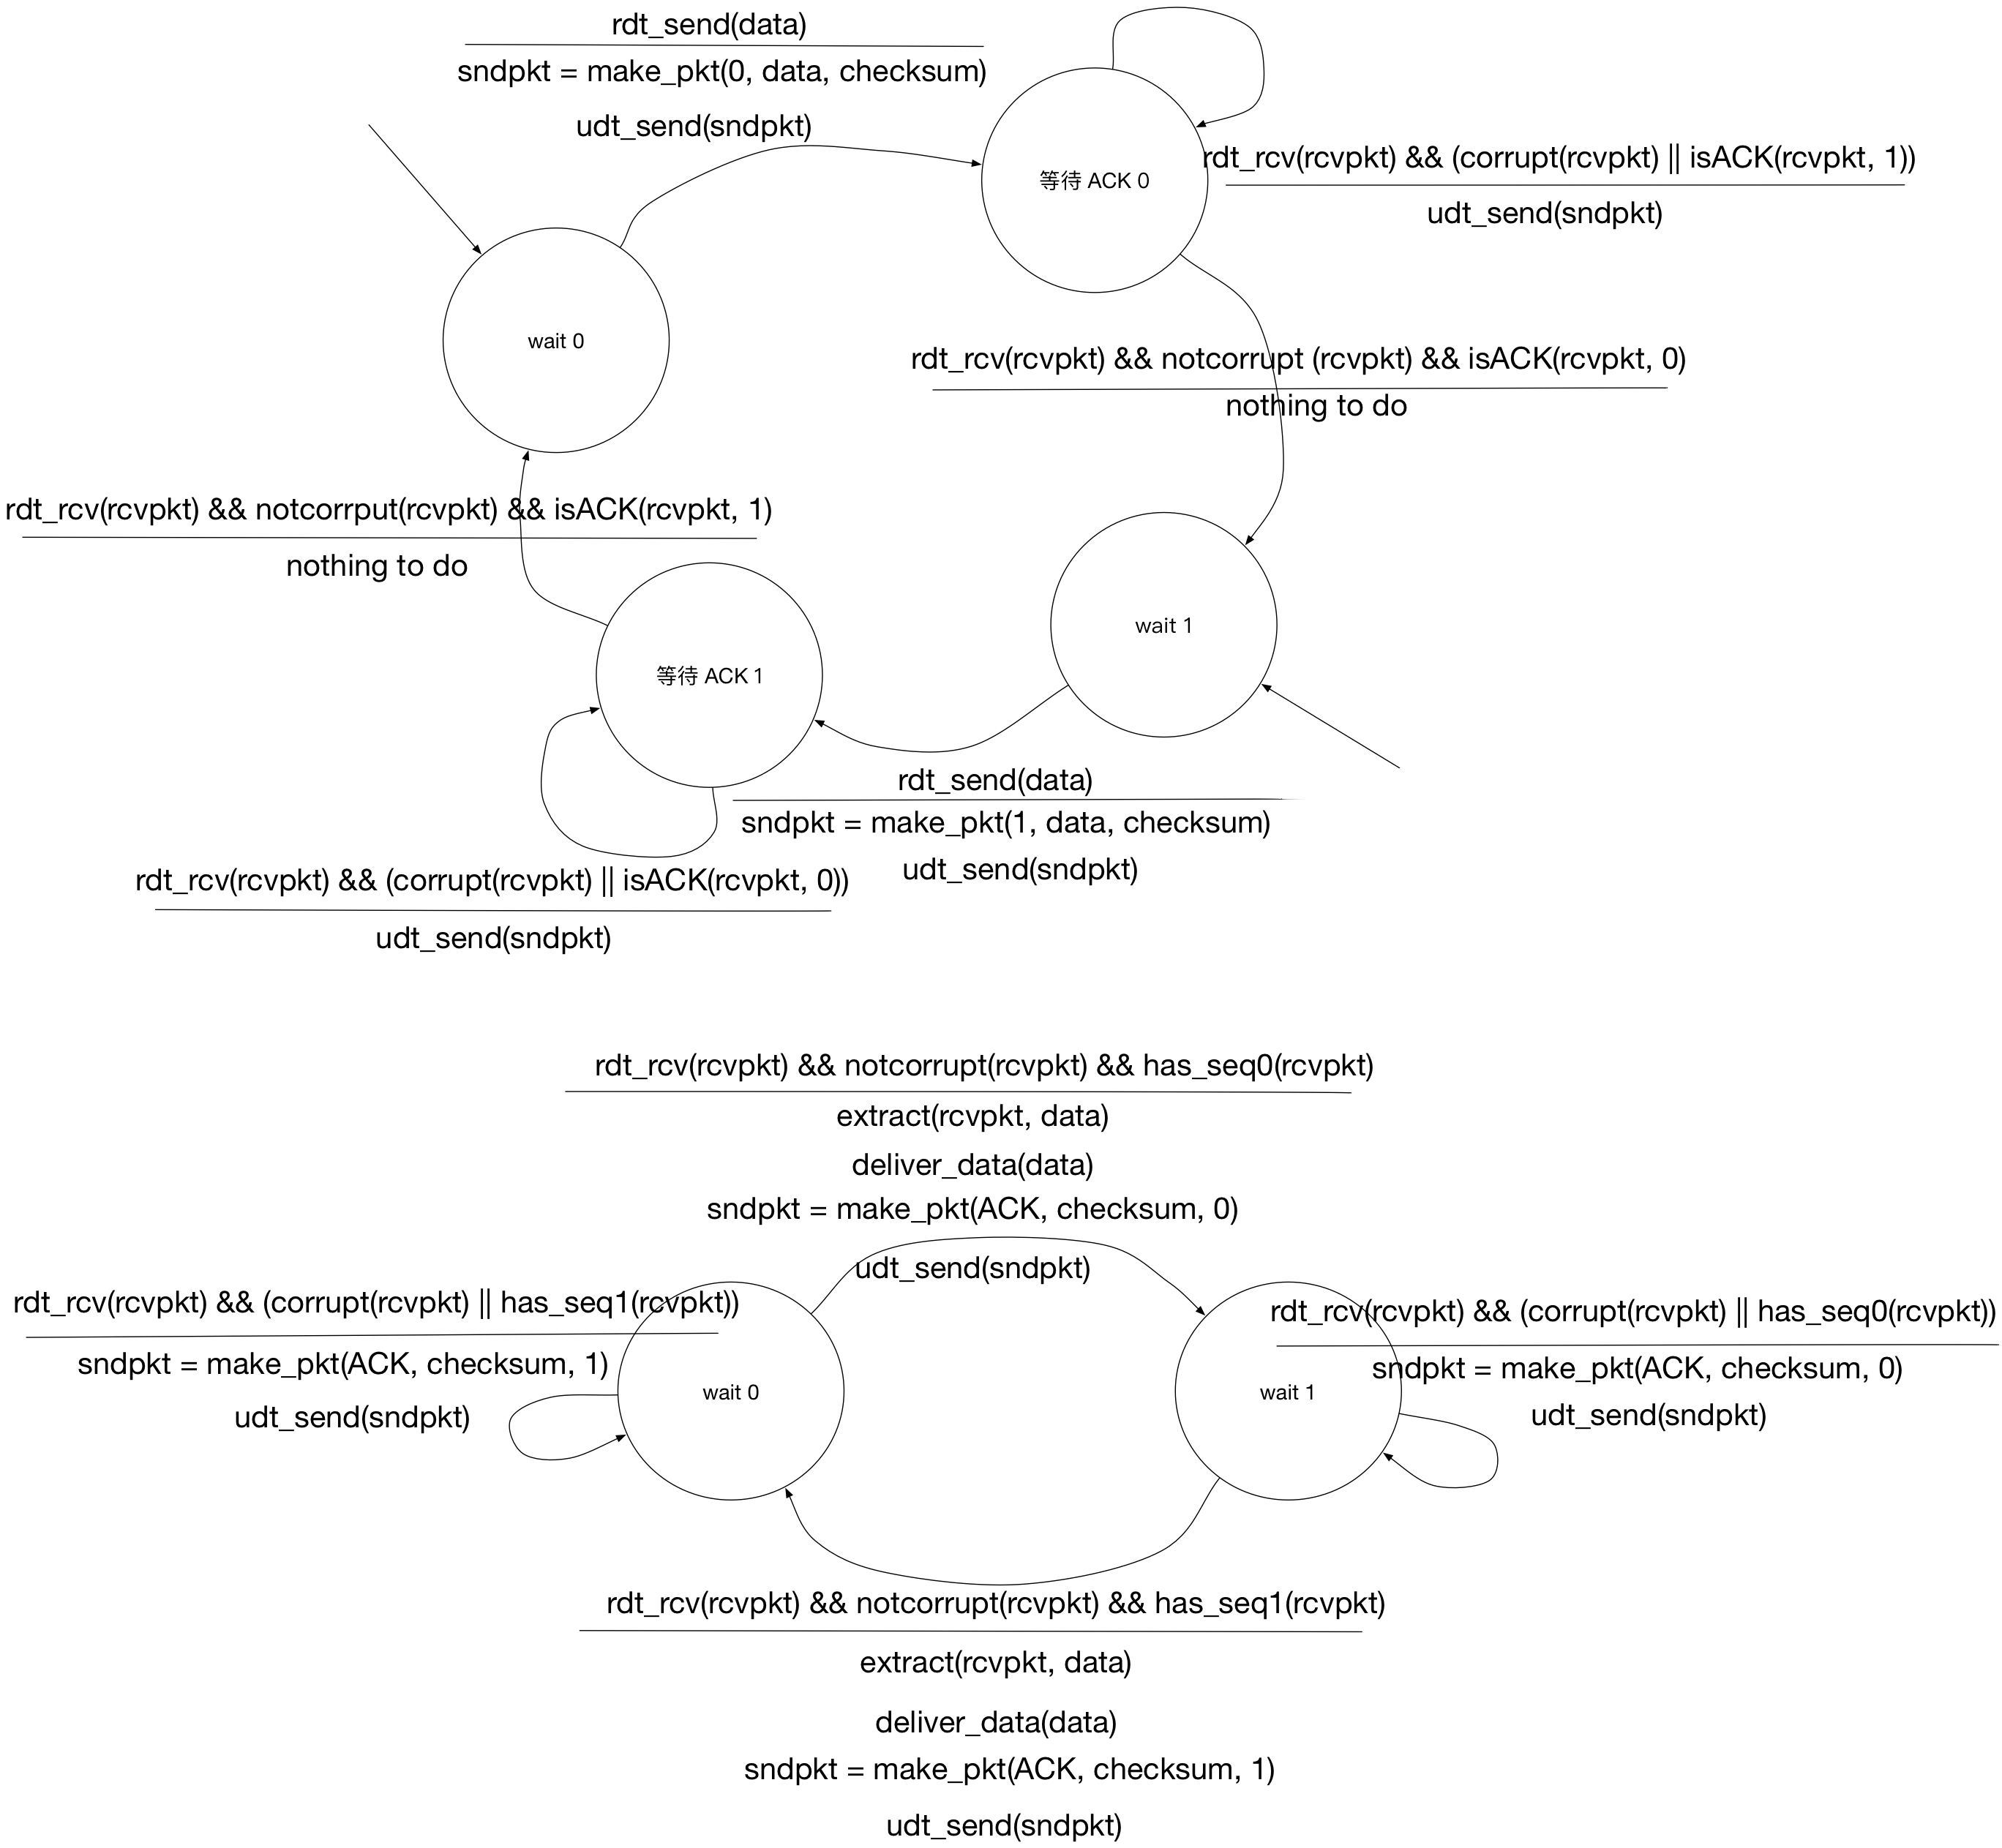 rdt_send(data)
sndpkt = make_pkt(0, data, checksum)
udt_send(sndpkt)
等待 ACK 0
rdt_rcv(rcvpkt) && (corrupt(rcvpkt) || isACK(rcvpkt, 1))
udt_send(sndpkt)
wait 0
rdt_rcv(rcvpkt) && notcorrupt (rcvpkt) && isACK(rcvpkt, 0)
nothing to do
rdt_rcv(rcvpkt) && notcorrput(rcvpkt) && isACK(rcvpkt, 1)
nothing to do
wait 1
等待 ACK 1
rdt_send(data)
sndpkt = make_pkt(1, data, checksum)
udt_send(sndpkt)
rdt_rcv(rcvpkt) && (corrupt(rcvpkt) || isACK(rcvpkt, 0))
udt_send(sndpkt)
rdt_rcv(rcvpkt) && notcorrupt(rcvpkt) && has_seq0(rcvpkt)
extract(rcvpkt, data)
deliver_data(data)
sndpkt = make_pkt(ACK, checksum, 0)
udt_send(sndpkt)
rdt_rcv(rcvpkt) && (corrupt(rcvpkt) || has_seq1(rcvpkt))
sndpkt = make_pkt(ACK, checksum, 1)
udt_send(sndpkt)
wait 0
wait 1
rdt_rcv(rcvpkt) && (corrupt(rcvpkt) || has_seq0(rcvpkt))
sndpkt = make_pkt(ACK, checksum, 0)
udt_send(sndpkt)
rdt_rcv(rcvpkt) && notcorrupt(rcvpkt) && has_seq1(rcvpkt)
extract(rcvpkt, data)
deliver_data(data)
sndpkt = make_pkt(ACK, checksum, 1)
udt_send(sndpkt)